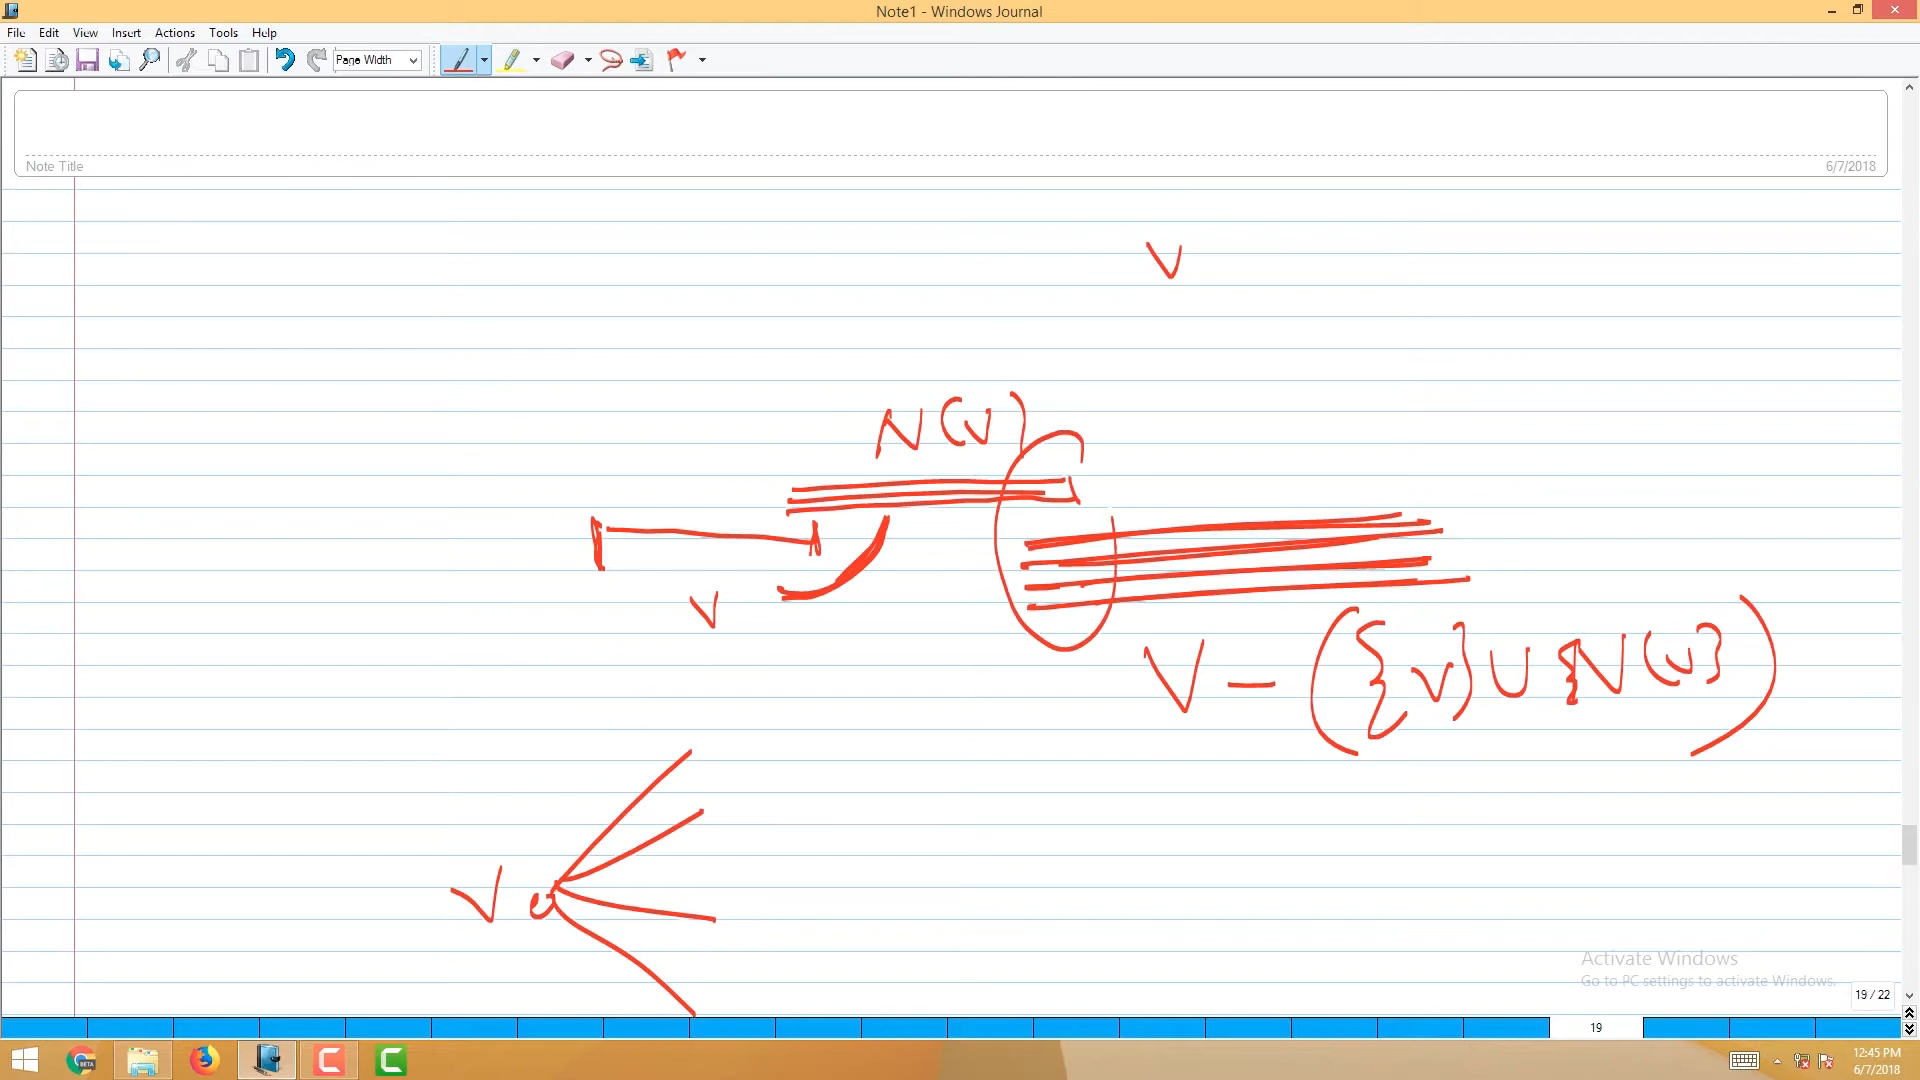 Note1 - Windows Journal
File Edit View Insert Actions Tools Help
Page Width
Note Title
6/7/2018
V
N(v)
V
V - ({v} U {N(v})
V
Activate Windows
Go to PC settings to activate Windows.
19 / 22
19
BETA
12:45 PM
6/7/2018